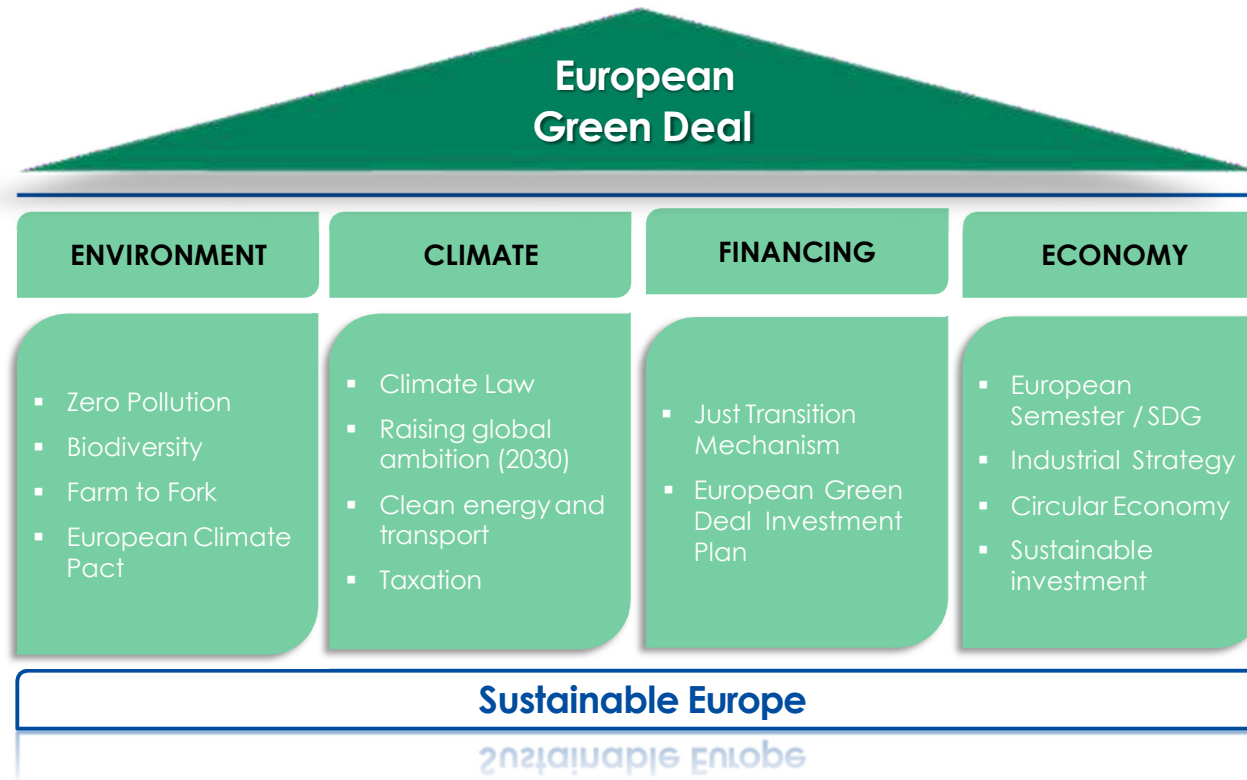 European
Green Deal
ENVIRONMENT
CLIMATE
FINANCING
ECONOMY
▪ Zero Pollution
▪ Biodiversity
▪ Farm to Fork
▪ European Climate
Pact
▪ Climate Law
▪ Raising global
ambition (2030)
▪ Clean energy and
transport
▪ Taxation
▪ Just Transition
Mechanism
▪ European Green
Deal Investment
Plan
▪ European
Semester / SDG
▪ Industrial Strategy
▪ Circular Economy
▪ Sustainable
investment
Sustainable Europe